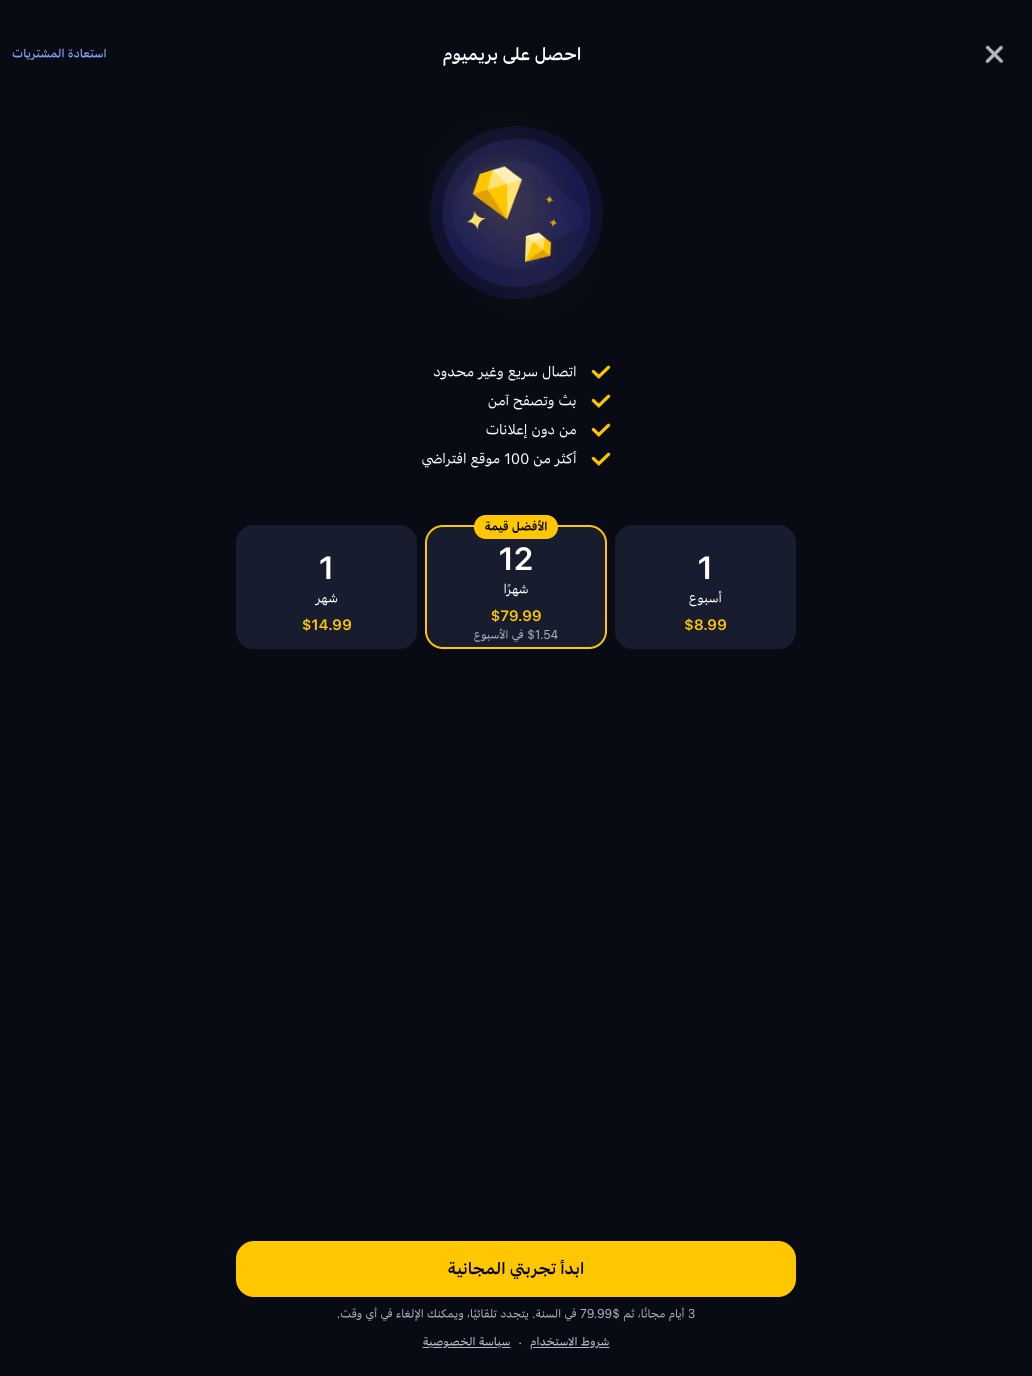 احصل على بريميوم
استعادة المشتريات
اتصال سريع وغير محدود
بث وتصفح آمن
من دون إعلانات
أكثر من 100 موقع افتراضي
1
أسبوع
$8.99
الأفضل قيمة
12
شهرًا
$79.99
$1.54 في الأسبوع
1
شهر
$14.99
ابدأ تجربتي المجانية
3 أيام مجانًا، ثم 79.99$ في السنة. يتجدد تلقائيًا، ويمكنك الإلغاء في أي وقت.
شروط الاستخدام · سياسة الخصوصية